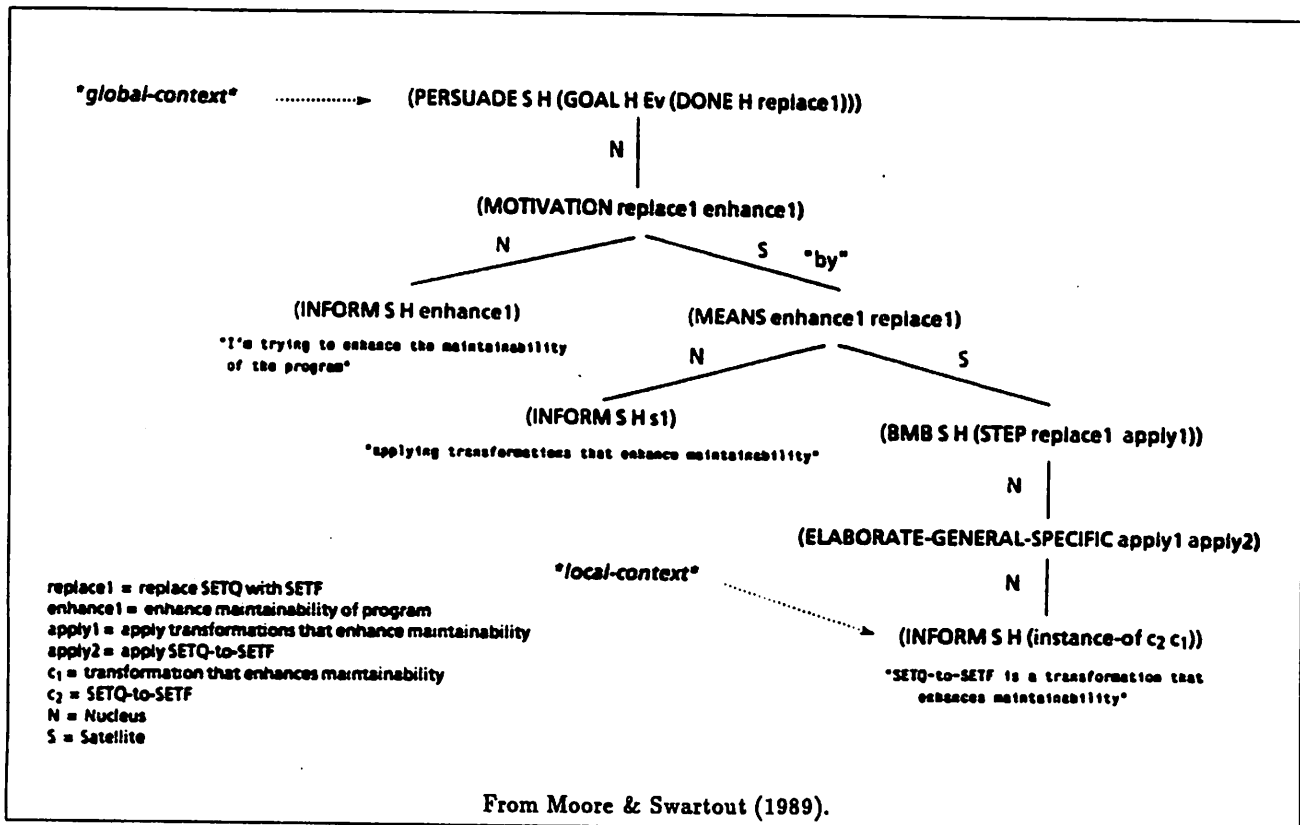 *global-context*
(PERSUADE S H (GOAL H Ev (DONE H replace1)))
N
(MOTIVATION replace1 enhance1)
N
S
"by"
(INFORM S H enhance1)
(MEANS enhance1 replace1)
"I'm trying to enhance the maintainability
of the program"
N
S
(INFORM S H s1)
(BMB S H (STEP replace1 apply1))
"applying transformations that enhance maintainability"
N
(ELABORATE-GENERAL-SPECIFIC apply1 apply2)
*local-context*
N
(INFORM S H (instance-of c₂ c₁))
"SETQ-to-SETF is a transformation that
enhances maintainability"
replace1 = replace SETQ with SETF
enhance1 = enhance maintainability of program
apply1 = apply transformations that enhance maintainability
apply2 = apply SETQ-to-SETF
c₁ = transformation that enhances maintainability
c₂ = SETQ-to-SETF
N = Nucleus
S = Satellite
From Moore & Swartout (1989).